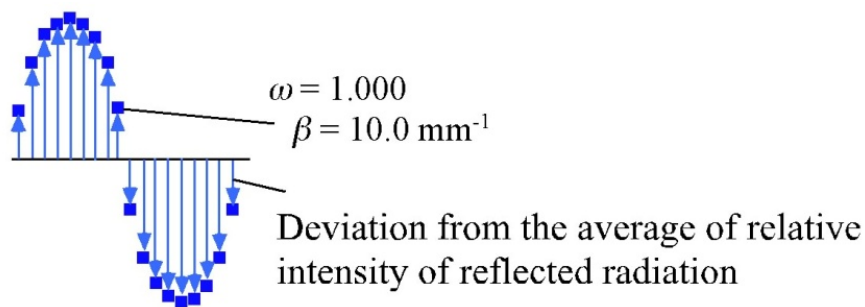 ω = 1.000
β = 10.0 mm⁻¹
Deviation from the average of relative
intensity of reflected radiation